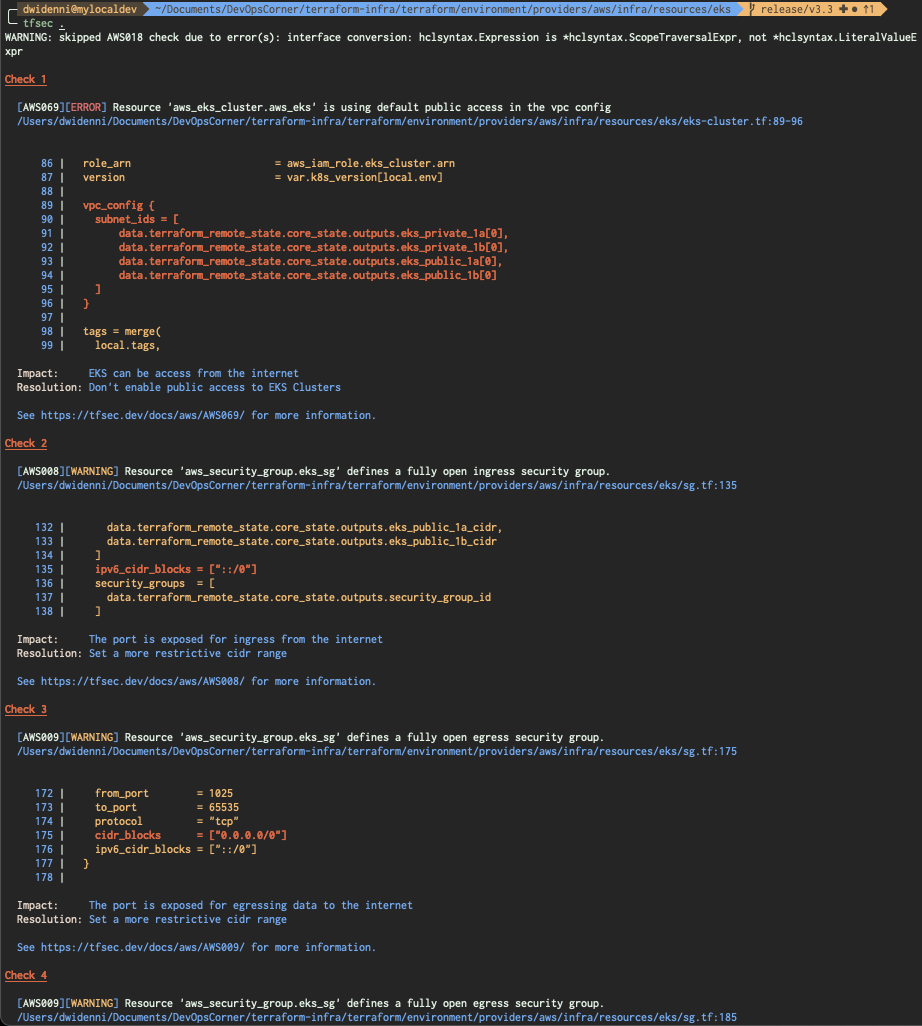 dwidenni@mylocaldev ~/Documents/DevOpsCorner/terraform-infra/terraform/environment/providers/aws/infra/resources/eks release/v3.3 ✚ ● ↑1
tfsec .
WARNING: skipped AWS018 check due to error(s): interface conversion: hclsyntax.Expression is *hclsyntax.ScopeTraversalExpr, not *hclsyntax.LiteralValueE
xpr
Check 1
[AWS069][ERROR] Resource 'aws_eks_cluster.aws_eks' is using default public access in the vpc config
/Users/dwidenni/Documents/DevOpsCorner/terraform-infra/terraform/environment/providers/aws/infra/resources/eks/eks-cluster.tf:89-96
86 | role_arn = aws_iam_role.eks_cluster.arn
87 | version = var.k8s_version[local.env]
88 |
89 | vpc_config {
90 | subnet_ids = [
91 | data.terraform_remote_state.core_state.outputs.eks_private_1a[0],
92 | data.terraform_remote_state.core_state.outputs.eks_private_1b[0],
93 | data.terraform_remote_state.core_state.outputs.eks_public_1a[0],
94 | data.terraform_remote_state.core_state.outputs.eks_public_1b[0]
95 | ]
96 | }
97 |
98 | tags = merge(
99 | local.tags,
Impact: EKS can be access from the internet
Resolution: Don't enable public access to EKS Clusters
See https://tfsec.dev/docs/aws/AWS069/ for more information.
Check 2
[AWS008][WARNING] Resource 'aws_security_group.eks_sg' defines a fully open ingress security group.
/Users/dwidenni/Documents/DevOpsCorner/terraform-infra/terraform/environment/providers/aws/infra/resources/eks/sg.tf:135
132 | data.terraform_remote_state.core_state.outputs.eks_public_1a_cidr,
133 | data.terraform_remote_state.core_state.outputs.eks_public_1b_cidr
134 | ]
135 | ipv6_cidr_blocks = ["::/0"]
136 | security_groups = [
137 | data.terraform_remote_state.core_state.outputs.security_group_id
138 | ]
Impact: The port is exposed for ingress from the internet
Resolution: Set a more restrictive cidr range
See https://tfsec.dev/docs/aws/AWS008/ for more information.
Check 3
[AWS009][WARNING] Resource 'aws_security_group.eks_sg' defines a fully open egress security group.
/Users/dwidenni/Documents/DevOpsCorner/terraform-infra/terraform/environment/providers/aws/infra/resources/eks/sg.tf:175
172 | from_port = 1025
173 | to_port = 65535
174 | protocol = "tcp"
175 | cidr_blocks = ["0.0.0.0/0"]
176 | ipv6_cidr_blocks = ["::/0"]
177 | }
178 |
Impact: The port is exposed for egressing data to the internet
Resolution: Set a more restrictive cidr range
See https://tfsec.dev/docs/aws/AWS009/ for more information.
Check 4
[AWS009][WARNING] Resource 'aws_security_group.eks_sg' defines a fully open egress security group.
/Users/dwidenni/Documents/DevOpsCorner/terraform-infra/terraform/environment/providers/aws/infra/resources/eks/sg.tf:185